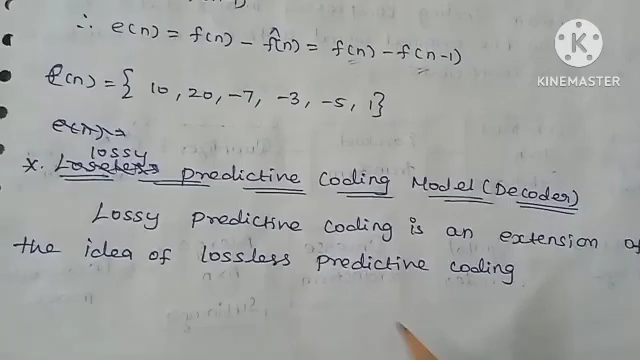 ∴ e(n) = f(n) - f̂(n) = f(n) - f(n-1)
e(n) = { 10, 20, -7, -3, -5, 1}
e(n) →
lossy
x. Lossless Predictive Coding Model (Decoder)
Lossy Predictive coding is an extension of
the idea of lossless predictive coding
K
KINEMASTER